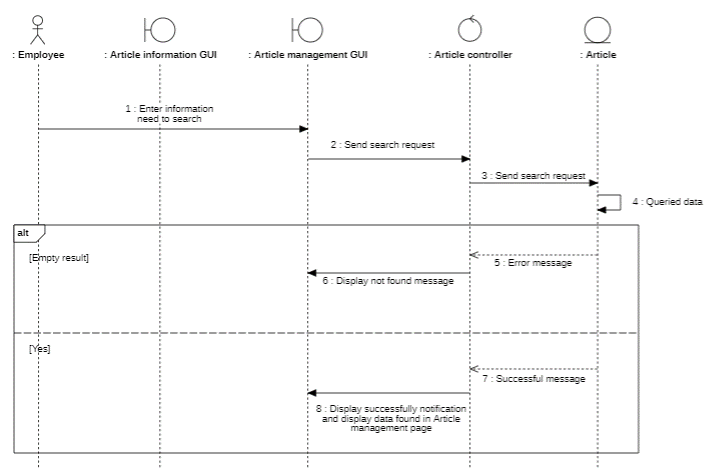 : Employee
: Article information GUI
: Article management GUI
: Article controller
: Article
1 : Enter information
need to search
2 : Send search request
3 : Send search request
4 : Queried data
alt
[Empty result]
5 : Error message
6 : Display not found message
[Yes]
7 : Successful message
8 : Display successfully notification
and display data found in Article
management page